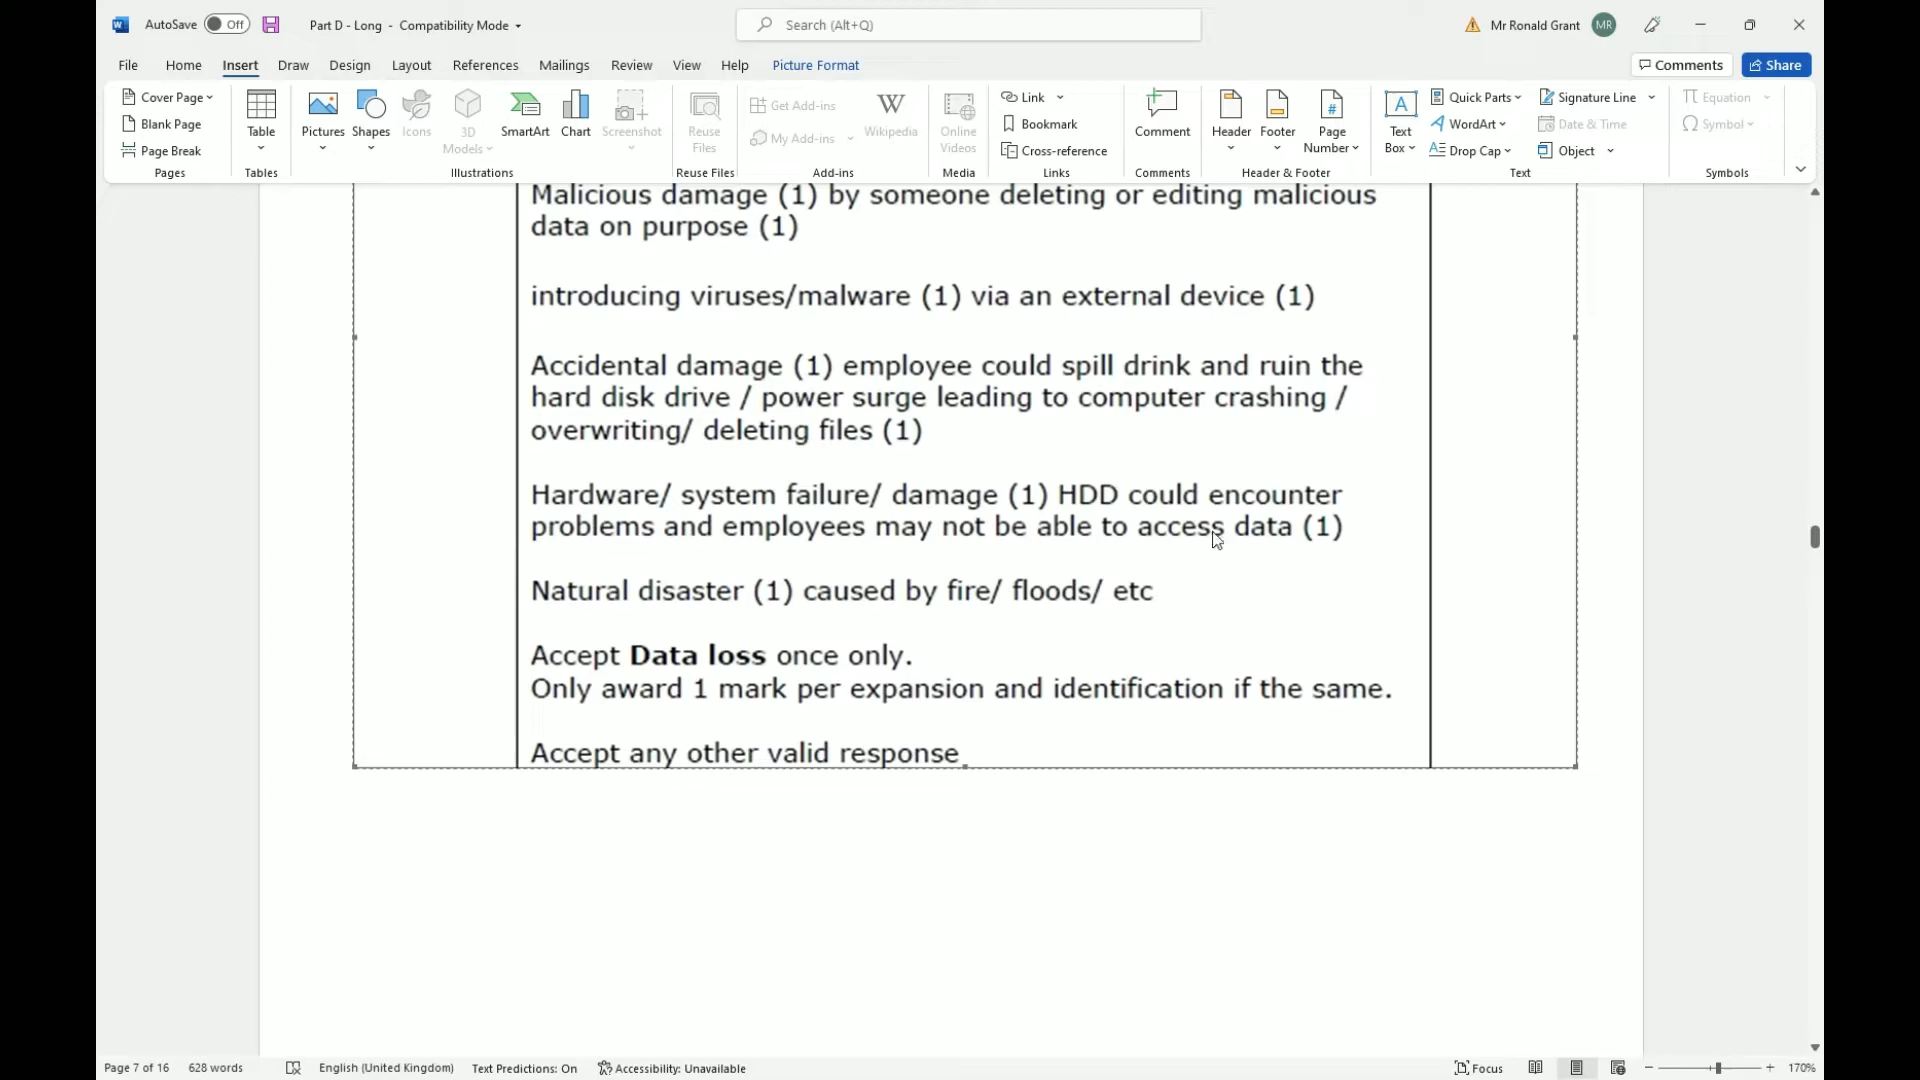 AutoSave Off Part D - Long - Compatibility Mode Search (Alt+Q) Mr Ronald Grant MR
File Home Insert Draw Design Layout References Mailings Review View Help Picture Format Comments Share
Cover Page
Blank Page
Page Break
Pages
Table
Tables
Pictures Shapes Icons 3D Models SmartArt Chart Screenshot
Illustrations
Reuse Files
Reuse Files
Get Add-ins
My Add-ins
Wikipedia
Add-ins
Online Videos
Media
Link
Bookmark
Cross-reference
Links
Comment
Comments
Header Footer Page Number
Header & Footer
Text Box
Quick Parts
WordArt
Drop Cap
Signature Line
Date & Time
Object
Text
Equation
Symbol
Symbols
Malicious damage (1) by someone deleting or editing malicious
data on purpose (1)
introducing viruses/malware (1) via an external device (1)
Accidental damage (1) employee could spill drink and ruin the
hard disk drive / power surge leading to computer crashing /
overwriting/ deleting files (1)
Hardware/ system failure/ damage (1) HDD could encounter
problems and employees may not be able to access data (1)
Natural disaster (1) caused by fire/ floods/ etc
Accept Data loss once only.
Only award 1 mark per expansion and identification if the same.
Accept any other valid response
Page 7 of 16 628 words English (United Kingdom) Text Predictions: On Accessibility: Unavailable Focus 170%